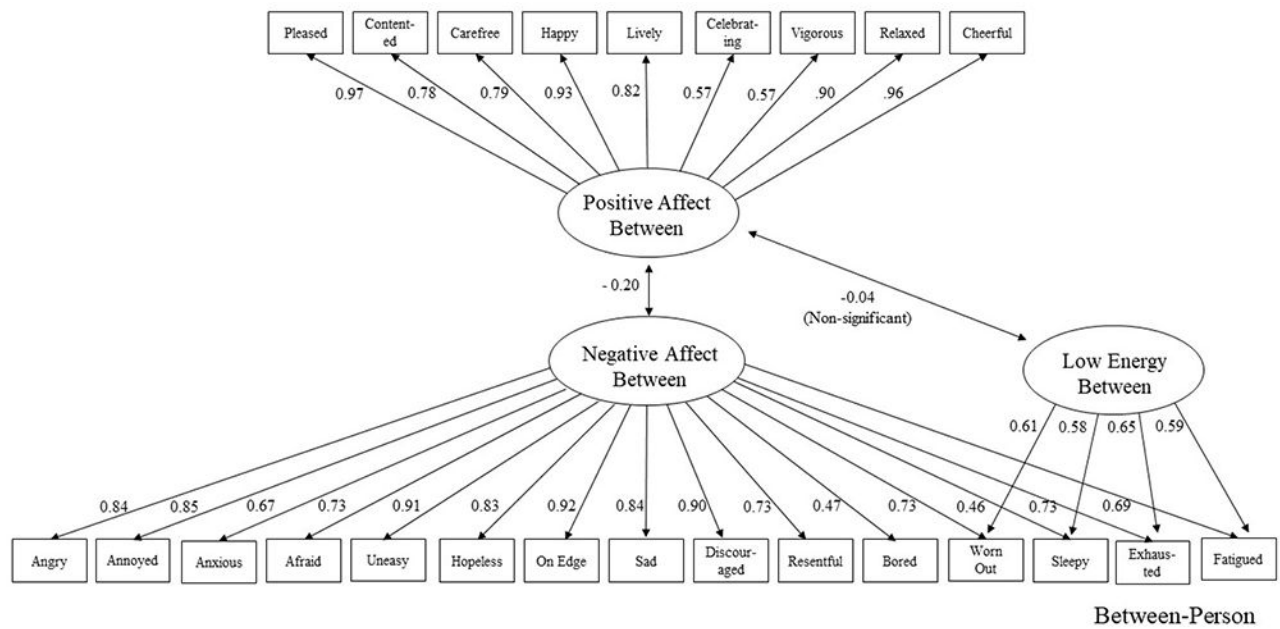 Pleased
Content-
ed
Carefree
Happy
Lively
Celebrat-
ing
Vigorous
Relaxed
Cheerful
0.97
0.78
0.79
0.93
0.82
0.57
0.57
.90
.96
Positive Affect
Between
- 0.20
-0.04
(Non-significant)
Negative Affect
Between
Low Energy
Between
0.61
0.58
0.65
0.59
0.84
0.85
0.67
0.73
0.91
0.83
0.92
0.84
0.90
0.73
0.47
0.73
0.46
0.73
0.69
Angry
Annoyed
Anxious
Afraid
Uneasy
Hopeless
On Edge
Sad
Discour-
aged
Resentful
Bored
Worn
Out
Sleepy
Exhaus-
ted
Fatigued
Between-Person